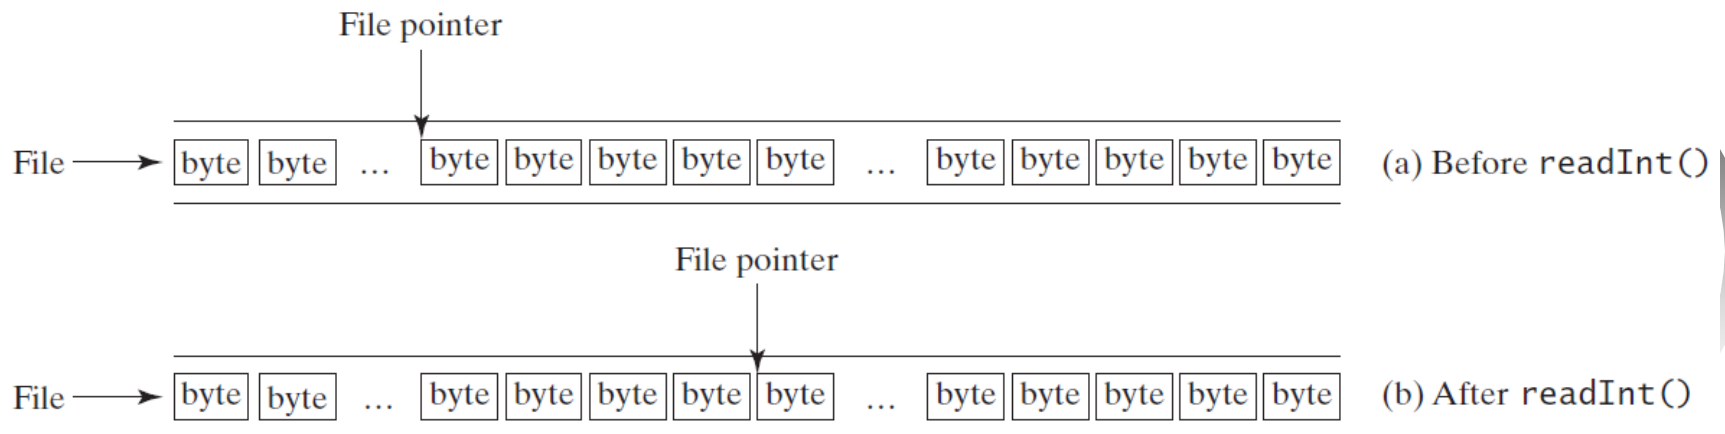 File pointer
File byte byte ... byte byte byte byte byte ... byte byte byte byte byte (a) Before readInt()
File pointer
File byte byte ... byte byte byte byte byte ... byte byte byte byte byte (b) After readInt()